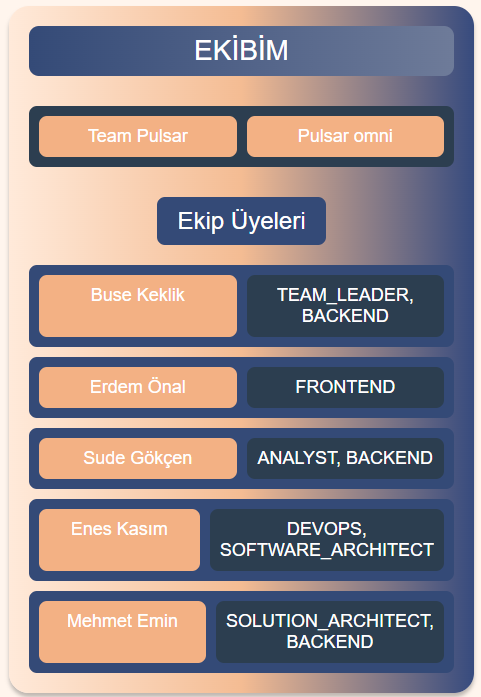 EKİBİM
Team Pulsar
Pulsar omni
Ekip Üyeleri
Buse Keklik
TEAM_LEADER,
BACKEND
Erdem Önal
FRONTEND
Sude Gökçen
ANALYST, BACKEND
Enes Kasım
DEVOPS,
SOFTWARE_ARCHITECT
Mehmet Emin
SOLUTION_ARCHITECT,
BACKEND